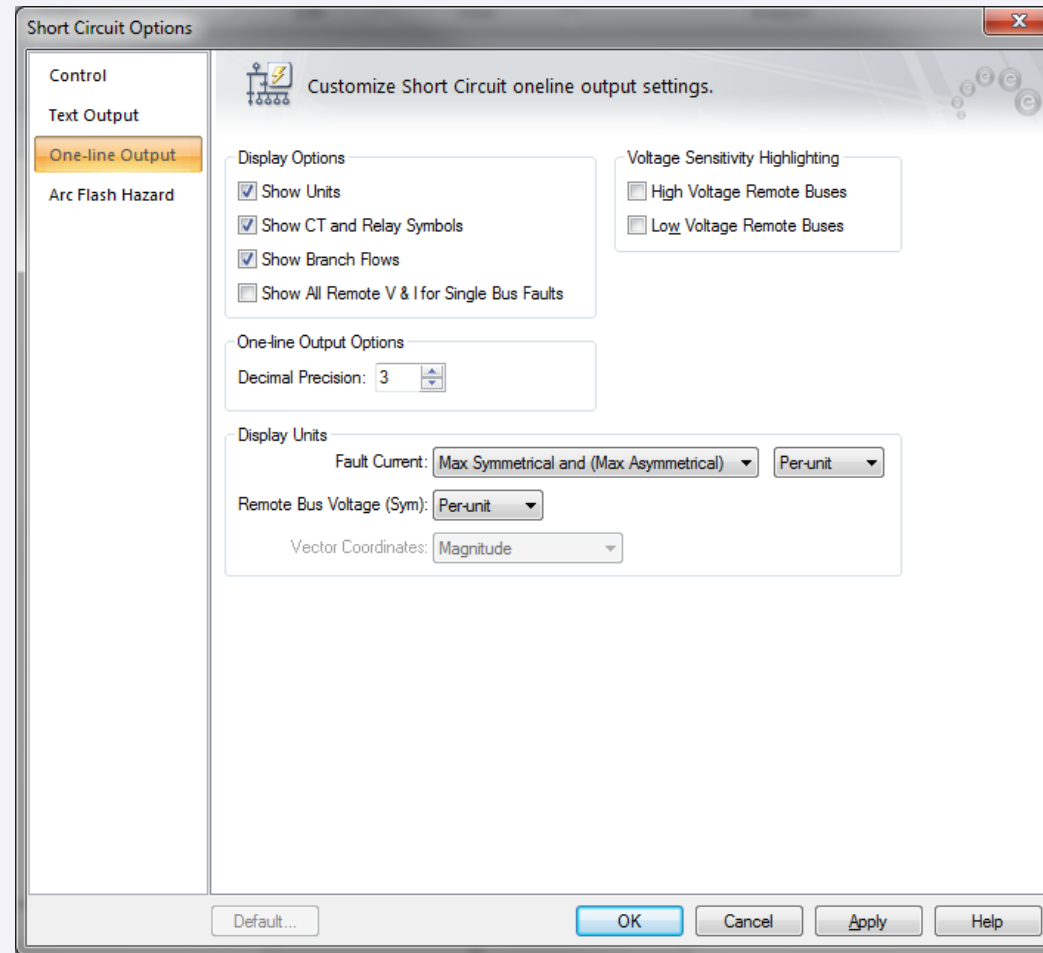 Short Circuit Options
Control
Text Output
One-line Output
Arc Flash Hazard
Customize Short Circuit oneline output settings.
Display Options
Show Units
Show CT and Relay Symbols
Show Branch Flows
Show All Remote V & I for Single Bus Faults
Voltage Sensitivity Highlighting
High Voltage Remote Buses
Low Voltage Remote Buses
One-line Output Options
Decimal Precision: 3
Display Units
Fault Current: Max Symmetrical and (Max Asymmetrical) Per-unit
Remote Bus Voltage (Sym): Per-unit
Vector Coordinates: Magnitude
Default... OK Cancel Apply Help